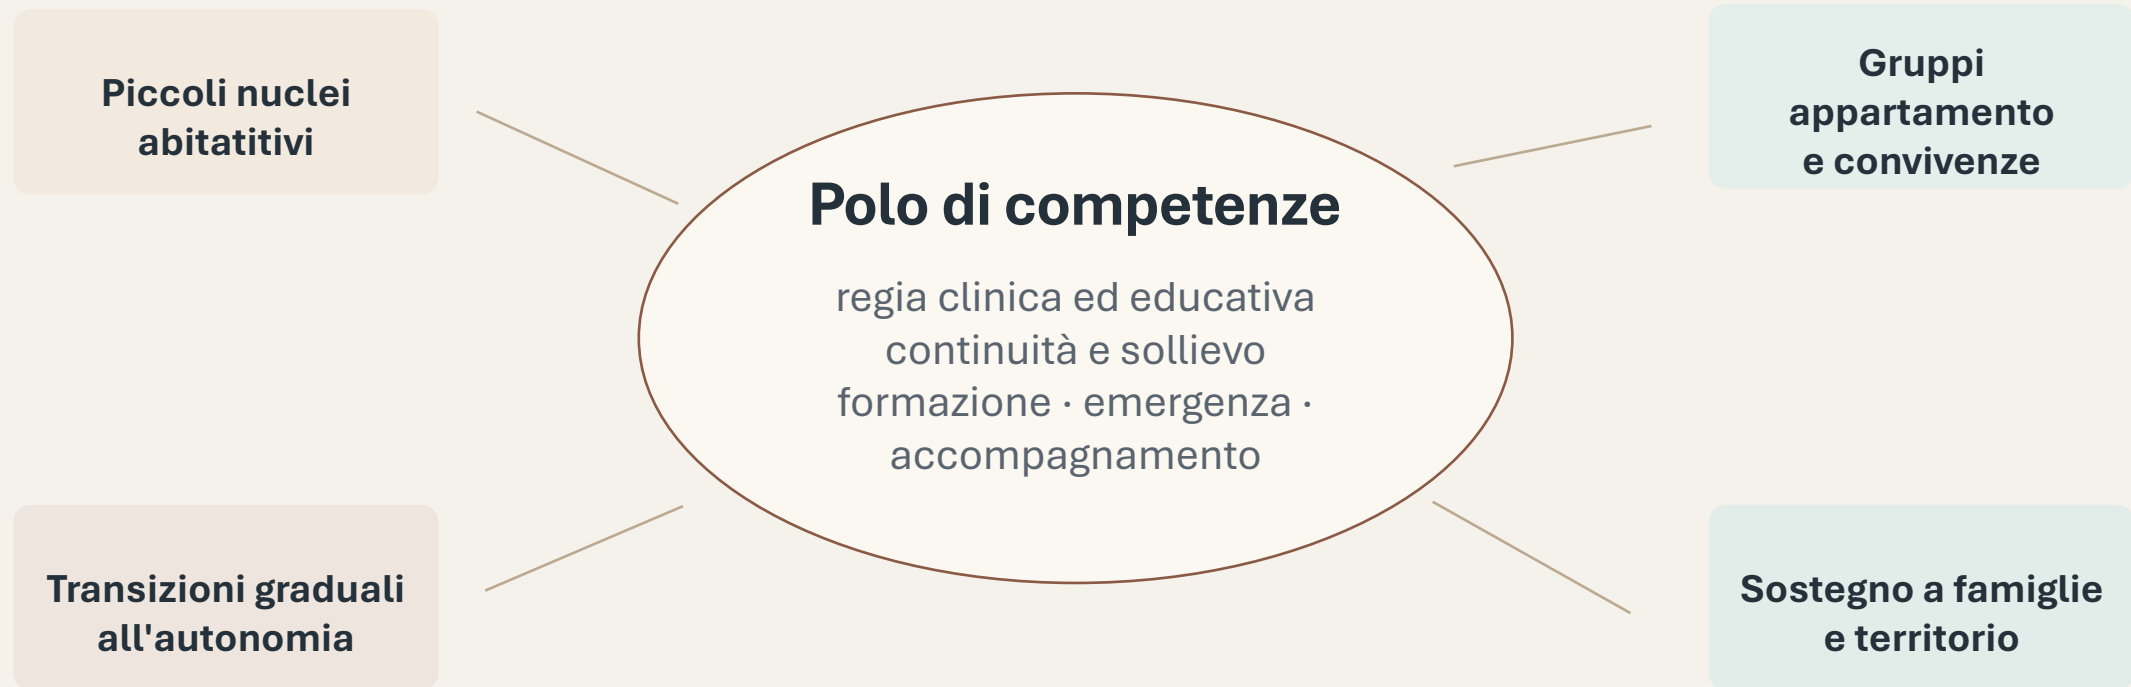 Piccoli nuclei
abitatitivi
Gruppi
appartamento
e convivenze
Polo di competenze
regia clinica ed educativa
continuità e sollievo
formazione · emergenza ·
accompagnamento
Transizioni graduali
all'autonomia
Sostegno a famiglie
e territorio